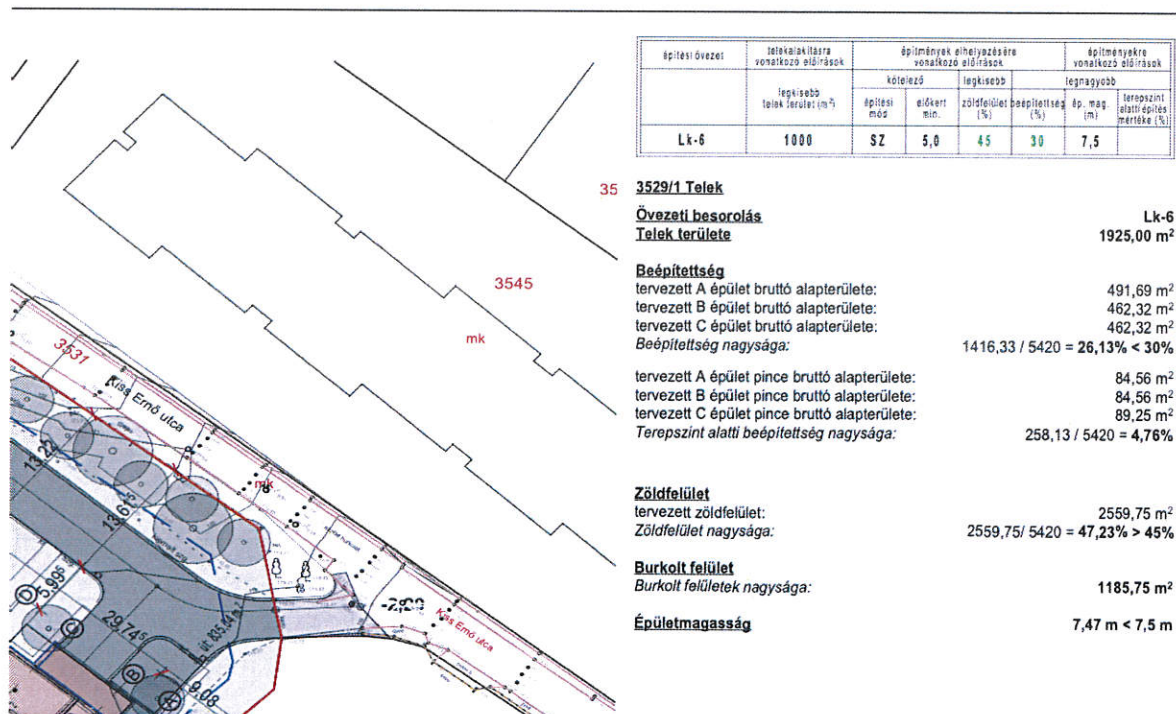 építési övezet
telekalakításra vonatkozó előírások
építmények elhelyezésére vonatkozó előírások
építményekre vonatkozó előírások
kötelező
legkisebb
legnagyobb
legkisebb telek terület (m²)
építési mód
előkert min.
zöldfelület (%)
beépítettség (%)
ép. mag. (m)
terepszint alatti építés mértéke (%)
Lk-6 1000 SZ 5,0 45 30 7,5
3529/1 Telek
Övezeti besorolás Lk-6
Telek területe 1925,00 m²
Beépítettség
tervezett A épület bruttó alapterülete: 491,69 m²
tervezett B épület bruttó alapterülete: 462,32 m²
tervezett C épület bruttó alapterülete: 462,32 m²
Beépítettség nagysága: 1416,33 / 5420 = 26,13% < 30%
tervezett A épület pince bruttó alapterülete: 84,56 m²
tervezett B épület pince bruttó alapterülete: 84,56 m²
tervezett C épület pince bruttó alapterülete: 89,25 m²
Terepszint alatti beépítettség nagysága: 258,13 / 5420 = 4,76%
Zöldfelület
tervezett zöldfelület: 2559,75 m²
Zöldfelület nagysága: 2559,75/ 5420 = 47,23% > 45%
Burkolt felület
Burkolt felületek nagysága: 1185,75 m²
Épületmagasság 7,47 m < 7,5 m
35
3545
mk
3531
Kiss Ernő utca
mk
13,22
13,61⁵
5,99⁵
29,74⁵
9,08
D
C
B
A
Kiss Ernő utca